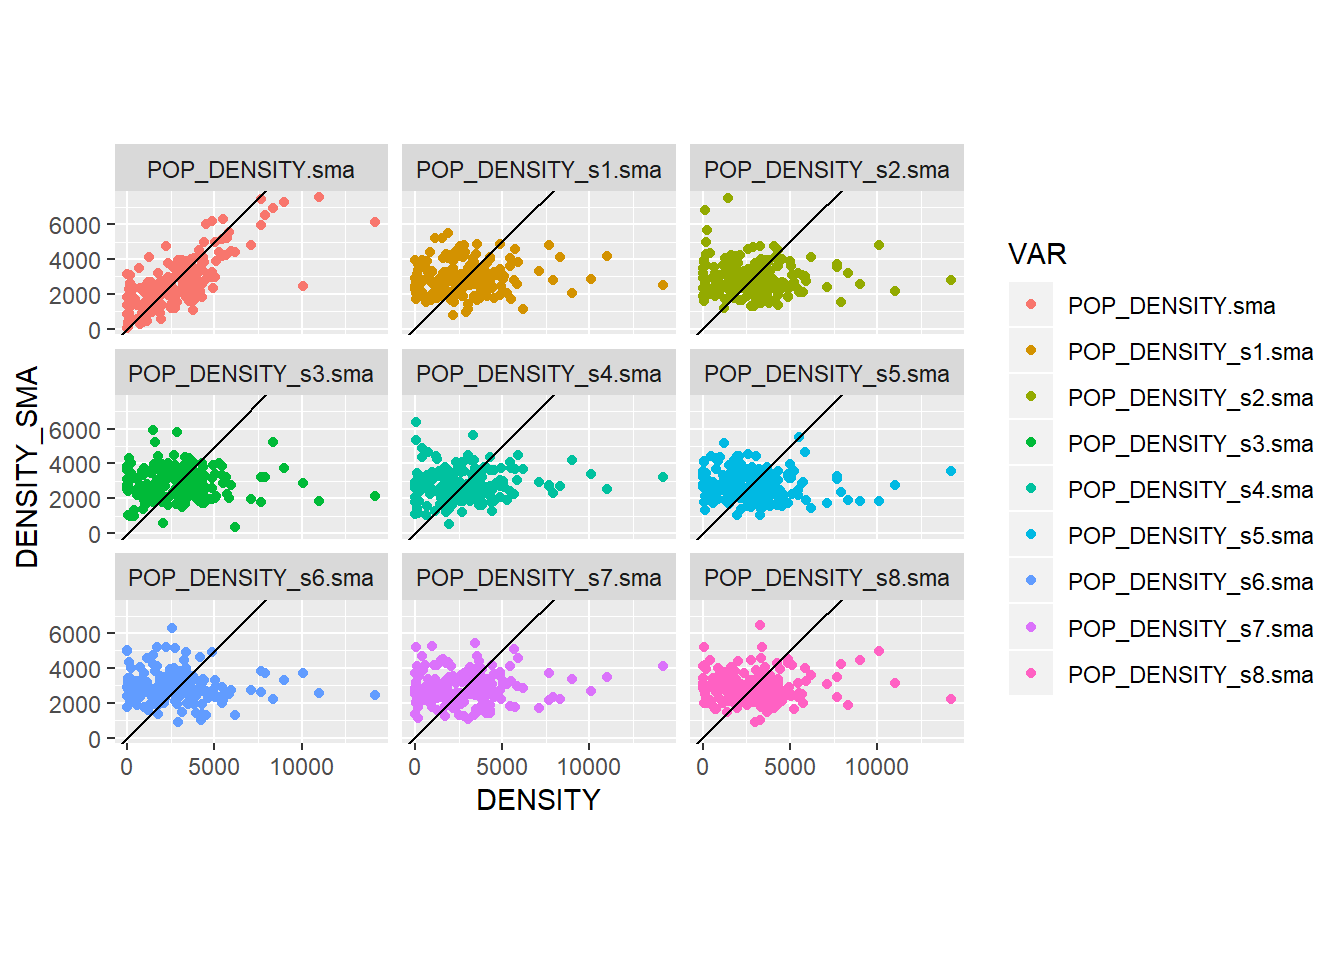 POP_DENSITY.sma
POP_DENSITY_s1.sma
POP_DENSITY_s2.sma
6000
4000
2000
0
POP_DENSITY_s3.sma
POP_DENSITY_s4.sma
POP_DENSITY_s5.sma
6000
4000
2000
0
POP_DENSITY_s6.sma
POP_DENSITY_s7.sma
POP_DENSITY_s8.sma
6000
4000
2000
0
0 5000 10000
0 5000 10000
0 5000 10000
DENSITY
DENSITY_SMA
VAR
POP_DENSITY.sma
POP_DENSITY_s1.sma
POP_DENSITY_s2.sma
POP_DENSITY_s3.sma
POP_DENSITY_s4.sma
POP_DENSITY_s5.sma
POP_DENSITY_s6.sma
POP_DENSITY_s7.sma
POP_DENSITY_s8.sma